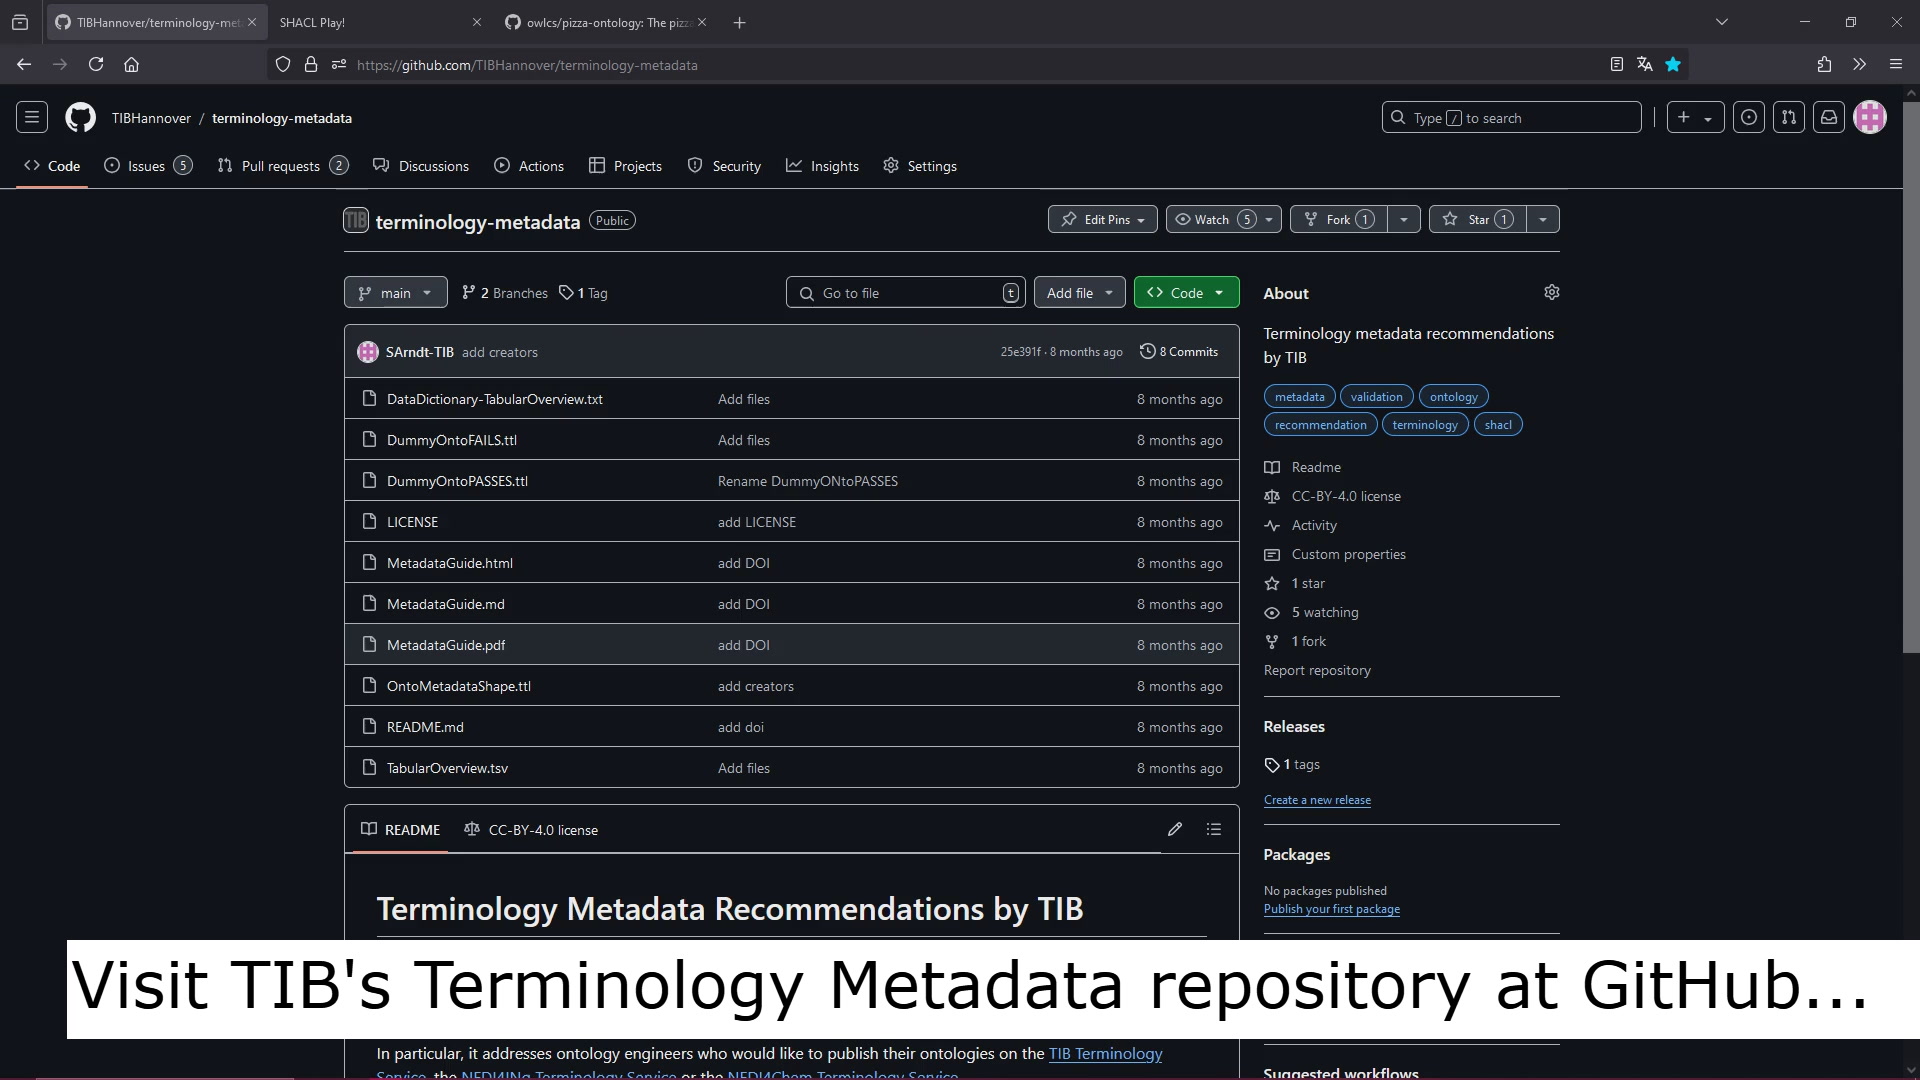 TIBHannover/terminology-met
SHACL Play!
owlcs/pizza-ontology: The pizz
https://github.com/TIBHannover/terminology-metadata
TIBHannover / terminology-metadata
Type / to search
Code
Issues 5
Pull requests 2
Discussions
Actions
Projects
Security
Insights
Settings
TIB terminology-metadata Public
Edit Pins
Watch 5
Fork 1
Star 1
main
2 Branches
1 Tag
Go to file t
Add file
Code
SArndt-TIB add creators 25e391f · 8 months ago 8 Commits
DataDictionary-TabularOverview.txt Add files 8 months ago
DummyOntoFAILS.ttl Add files 8 months ago
DummyOntoPASSES.ttl Rename DummyONtoPASSES 8 months ago
LICENSE add LICENSE 8 months ago
MetadataGuide.html add DOI 8 months ago
MetadataGuide.md add DOI 8 months ago
MetadataGuide.pdf add DOI 8 months ago
OntoMetadataShape.ttl add creators 8 months ago
README.md add doi 8 months ago
TabularOverview.tsv Add files 8 months ago
README
CC-BY-4.0 license
Terminology Metadata Recommendations by TIB
About
Terminology metadata recommendations
by TIB
metadata validation ontology
recommendation terminology shacl
Readme
CC-BY-4.0 license
Activity
Custom properties
1 star
5 watching
1 fork
Report repository
Releases
1 tags
Create a new release
Packages
No packages published
Publish your first package
Visit TIB's Terminology Metadata repository at GitHub...
In particular, it addresses ontology engineers who would like to publish their ontologies on the TIB Terminology
Service, the NFDI4ING Terminology Service or the NFDI4Chem Terminology Service.
Suggested workflows